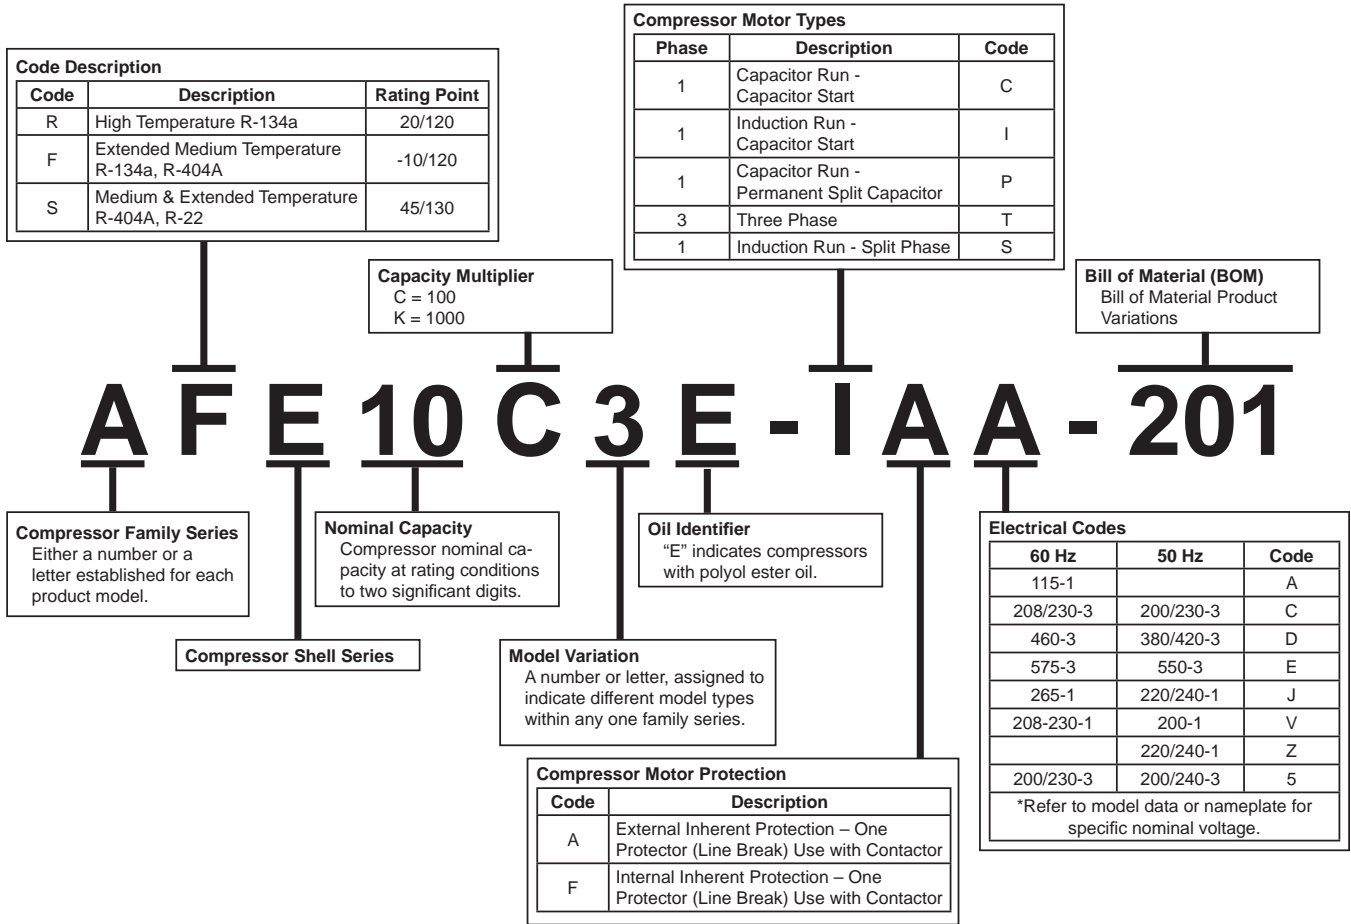 Compressor Motor Types
Phase Description Code
1 Capacitor Run - Capacitor Start C
1 Induction Run - Capacitor Start I
1 Capacitor Run - Permanent Split Capacitor P
3 Three Phase T
1 Induction Run - Split Phase S
Code Description
Code Description Rating Point
R High Temperature R-134a 20/120
F Extended Medium Temperature R-134a, R-404A -10/120
S Medium & Extended Temperature R-404A, R-22 45/130
Capacity Multiplier
C = 100
K = 1000
Bill of Material (BOM)
Bill of Material Product
Variations
A F E 10 C 3 E - I A A - 201
Compressor Family Series
Either a number or a
letter established for each
product model.
Compressor Shell Series
Nominal Capacity
Compressor nominal ca-
pacity at rating conditions
to two significant digits.
Model Variation
A number or letter, assigned to
indicate different model types
within any one family series.
Oil Identifier
“E” indicates compressors
with polyol ester oil.
Compressor Motor Protection
Code Description
A External Inherent Protection – One Protector (Line Break) Use with Contactor
F Internal Inherent Protection – One Protector (Line Break) Use with Contactor
Electrical Codes
60 Hz 50 Hz Code
115-1 A
208/230-3 200/230-3 C
460-3 380/420-3 D
575-3 550-3 E
265-1 220/240-1 J
208-230-1 200-1 V
220/240-1 Z
200/230-3 200/240-3 5
*Refer to model data or nameplate for
specific nominal voltage.